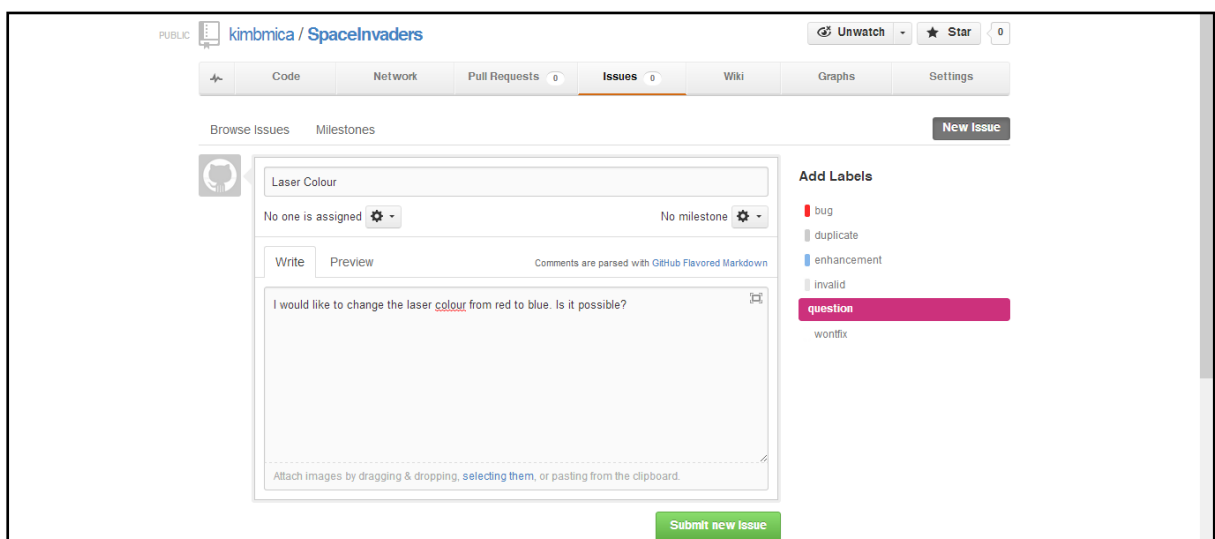 PUBLIC kimbmica / SpaceInvaders Unwatch Star 0
Code Network Pull Requests 0 Issues 0 Wiki Graphs Settings
Browse Issues Milestones New Issue
Laser Colour
No one is assigned No milestone
Write Preview Comments are parsed with GitHub Flavored Markdown
I would like to change the laser colour from red to blue. Is it possible?
Attach images by dragging & dropping, selecting them, or pasting from the clipboard.
Submit new issue
Add Labels
bug
duplicate
enhancement
invalid
question
wontfix